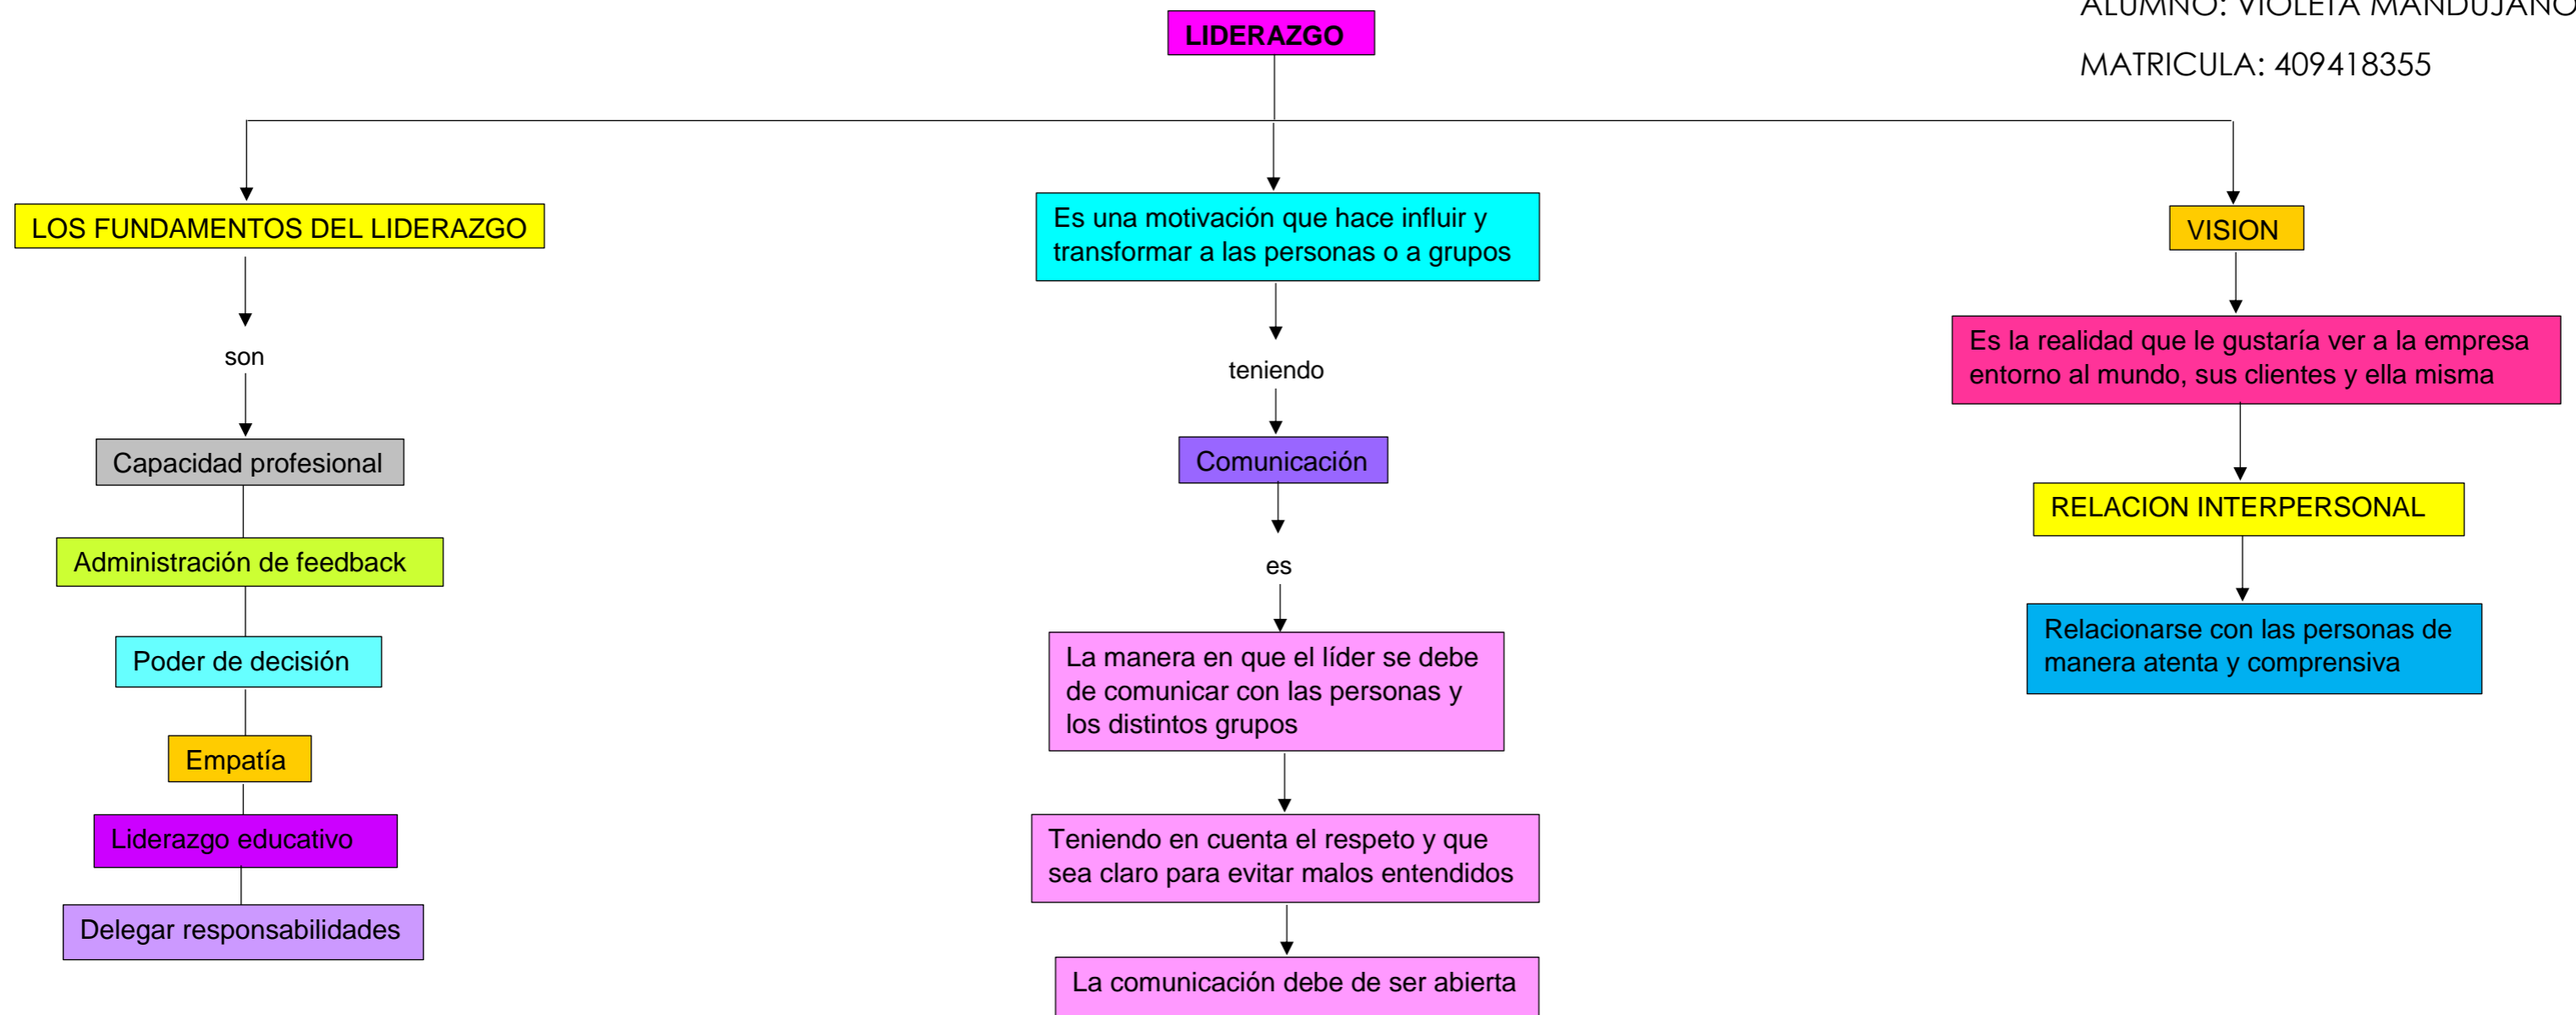 ALUMNO: VIOLETA MANDUJANO
MATRICULA: 409418355
LIDERAZGO
LOS FUNDAMENTOS DEL LIDERAZGO
son
Capacidad profesional
Administración de feedback
Poder de decisión
Empatía
Liderazgo educativo
Delegar responsabilidades
Es una motivación que hace influir y
transformar a las personas o a grupos
teniendo
Comunicación
es
La manera en que el líder se debe
de comunicar con las personas y
los distintos grupos
Teniendo en cuenta el respeto y que
sea claro para evitar malos entendidos
La comunicación debe de ser abierta
VISION
Es la realidad que le gustaría ver a la empresa
entorno al mundo, sus clientes y ella misma
RELACION INTERPERSONAL
Relacionarse con las personas de
manera atenta y comprensiva